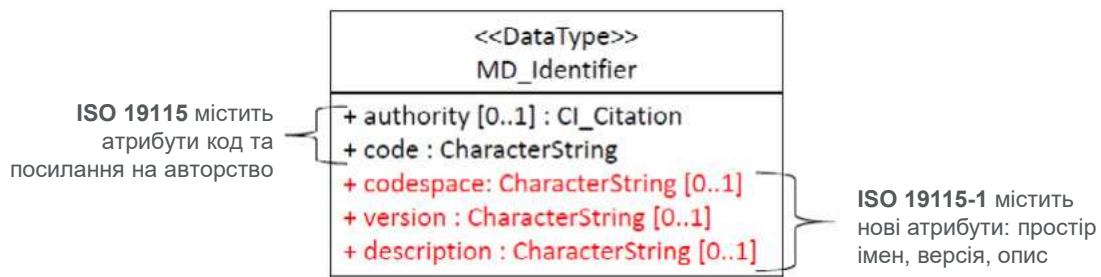 <<DataType>>
MD_Identifier
ISO 19115 містить
атрибути код та
посилання на авторство
+ authority [0..1] : CI_Citation
+ code : CharacterString
+ codespace: CharacterString [0..1]
+ version : CharacterString [0..1]
+ description : CharacterString [0..1]
ISO 19115-1 містить
нові атрибути: простір
імен, версія, опис